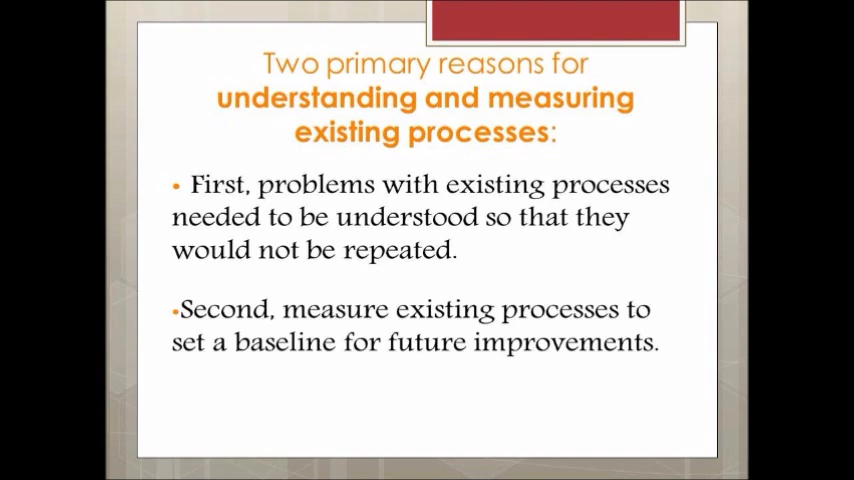 Two primary reasons for
understanding and measuring
existing processes:
• First, problems with existing processes
needed to be understood so that they
would not be repeated.
•Second, measure existing processes to
set a baseline for future improvements.